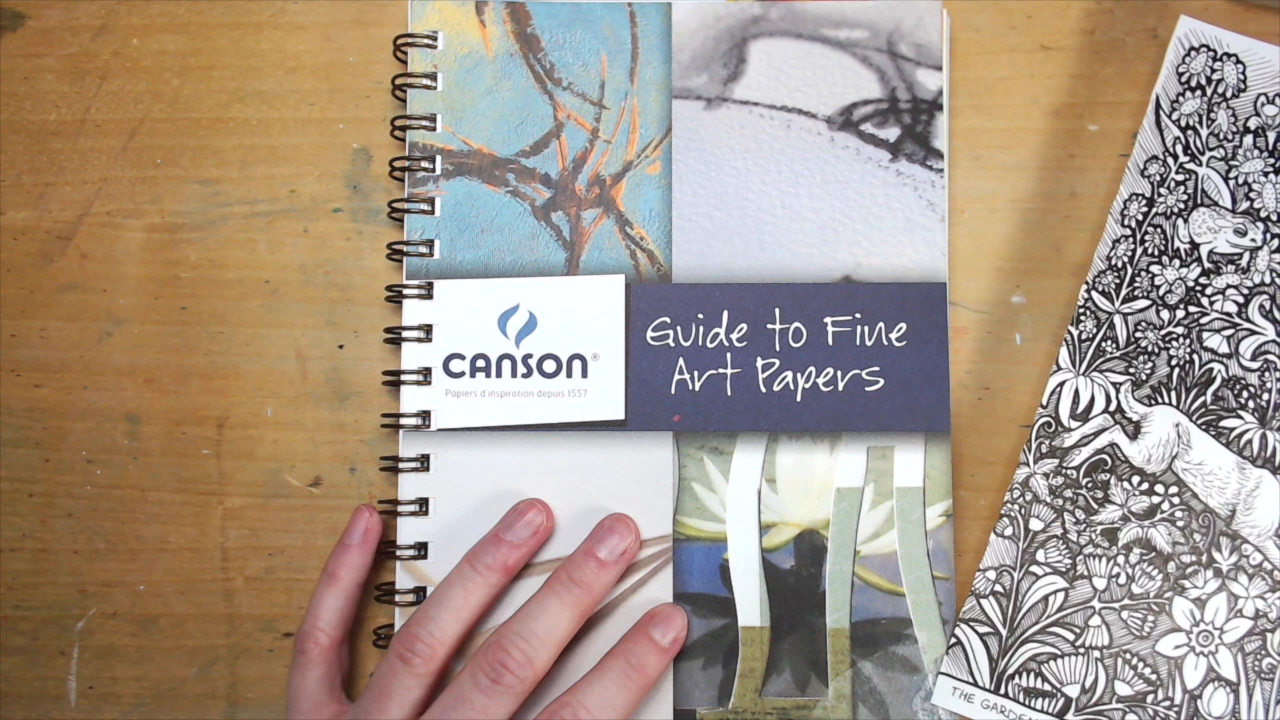 CANSON®
Papiers d'inspiration depuis 1557
Guide to Fine
Art Papers
THE GARDEN